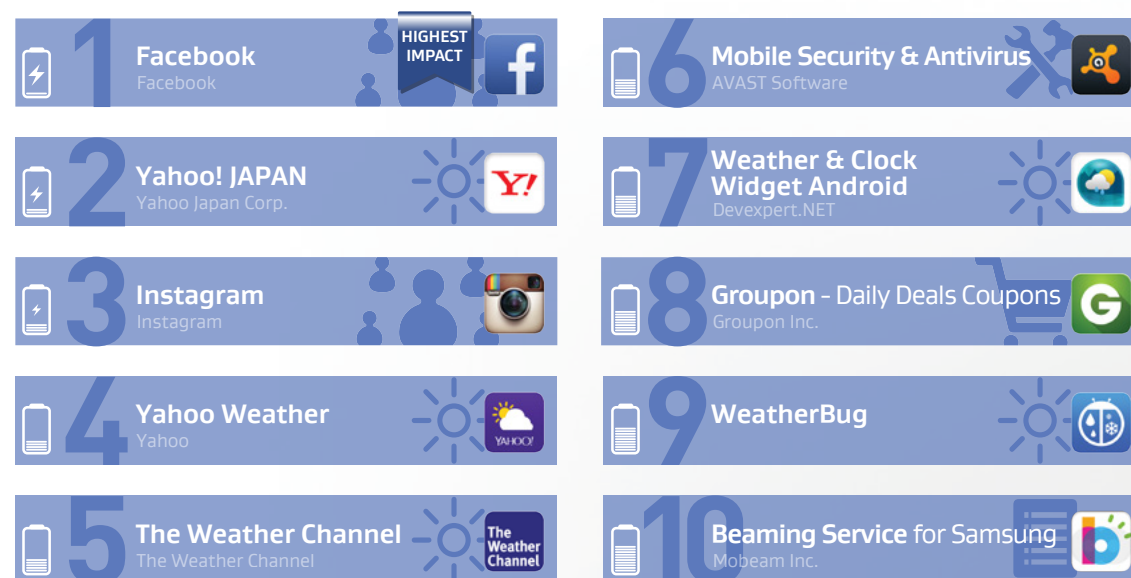 1
Facebook
Facebook
HIGHEST
IMPACT
f
2
Yahoo! JAPAN
Yahoo Japan Corp.
Y!
3
Instagram
Instagram
4
Yahoo Weather
Yahoo
YAHOO!
5
The Weather Channel
The Weather Channel
The
Weather
Channel
6
Mobile Security & Antivirus
AVAST Software
a
7
Weather & Clock
Widget Android
Devexpert.NET
8
Groupon - Daily Deals Coupons
Groupon Inc.
G
9
WeatherBug
10
Beaming Service for Samsung
Mobeam Inc.
b